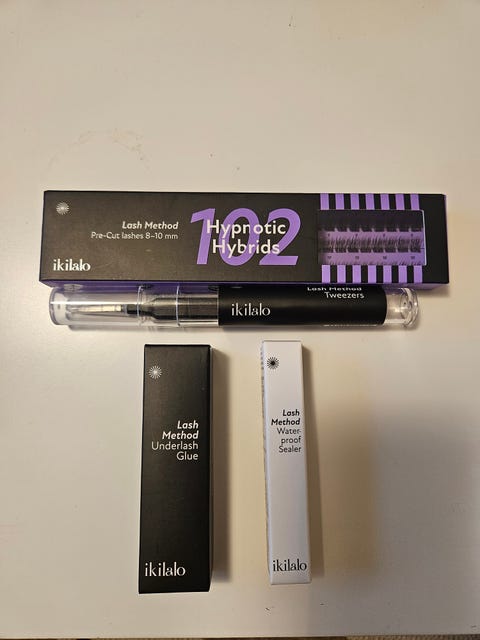 Lash Method
Pre-Cut lashes 8–10 mm
102
Hypnotic
Hybrids
ikilalo
Lash Method
Tweezers
ikilalo
Lash
Method
Underlash
Glue
ikilalo
Lash
Method
Water-
proof
Sealer
ikilalo